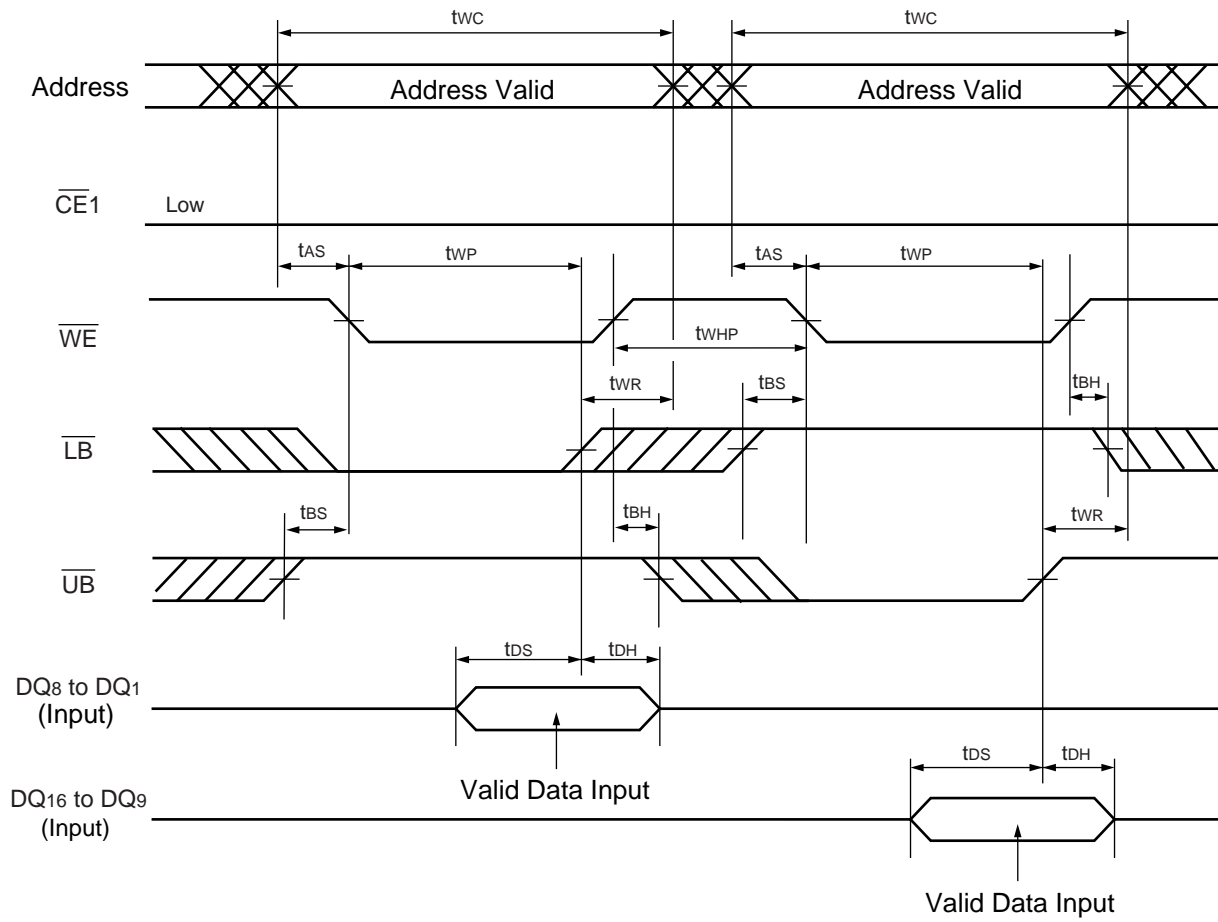 tWC tWC
Address Address Valid Address Valid
CE1 Low
tAS tWP tAS tWP
WE
tWHP
tWR tBS tBH
LB
tBS tBH tWR
UB
tDS tDH
DQ8 to DQ1
(Input)
tDS tDH
Valid Data Input
DQ16 to DQ9
(Input)
Valid Data Input